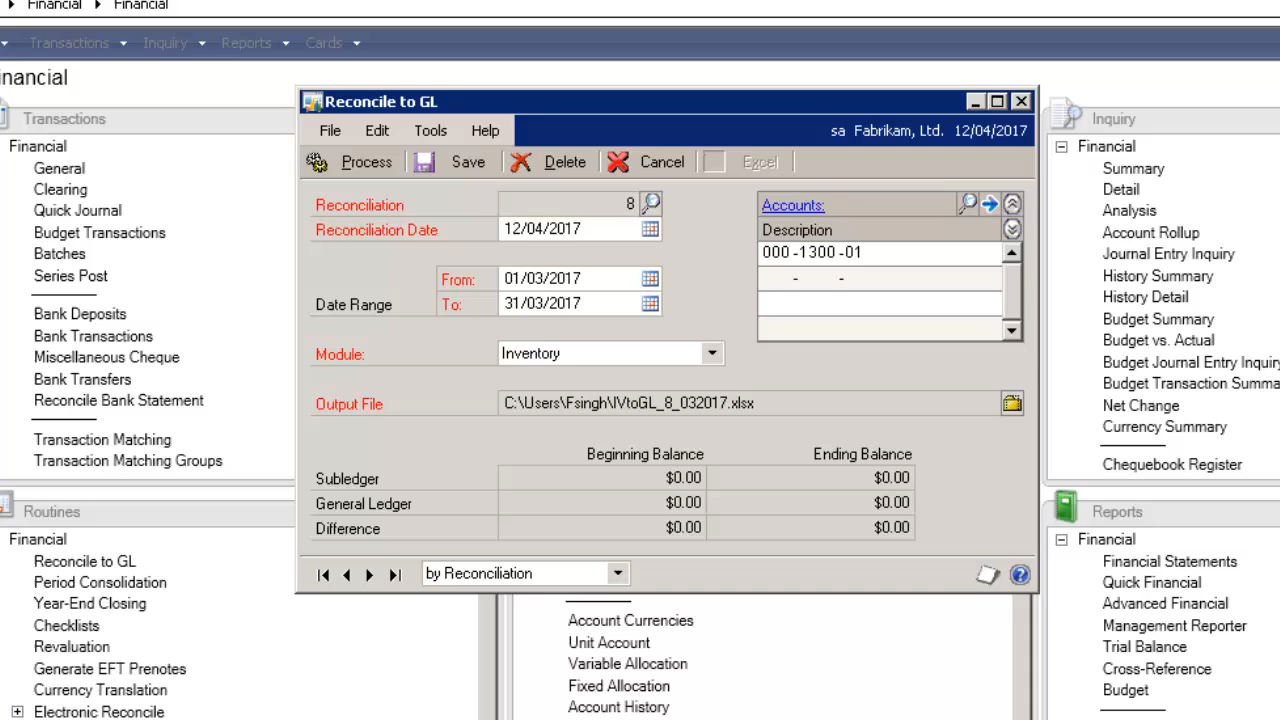 Financial Financial
Transactions Inquiry Reports Cards
inancial
Transactions
Financial
General
Clearing
Quick Journal
Budget Transactions
Batches
Series Post
Bank Deposits
Bank Transactions
Miscellaneous Cheque
Bank Transfers
Reconcile Bank Statement
Transaction Matching
Transaction Matching Groups
Routines
Financial
Reconcile to GL
Period Consolidation
Year-End Closing
Checklists
Revaluation
Generate EFT Prenotes
Currency Translation
Electronic Reconcile
Reconcile to GL
File Edit Tools Help sa Fabrikam, Ltd. 12/04/2017
Process Save Delete Cancel Excel
Reconciliation 8
Reconciliation Date 12/04/2017
Date Range
From: 01/03/2017
To: 31/03/2017
Module: Inventory
Output File C:\Users\Fsingh\IVtoGL_8_032017.xlsx
Accounts:
Description
000 -1300 -01
- -
Beginning Balance Ending Balance
Subledger $0.00 $0.00
General Ledger $0.00 $0.00
Difference $0.00 $0.00
by Reconciliation
Account Currencies
Unit Account
Variable Allocation
Fixed Allocation
Account History
Inquiry
Financial
Summary
Detail
Analysis
Account Rollup
Journal Entry Inquiry
History Summary
History Detail
Budget Summary
Budget vs. Actual
Budget Journal Entry Inquiry
Budget Transaction Summa
Net Change
Currency Summary
Chequebook Register
Reports
Financial
Financial Statements
Quick Financial
Advanced Financial
Management Reporter
Trial Balance
Cross-Reference
Budget